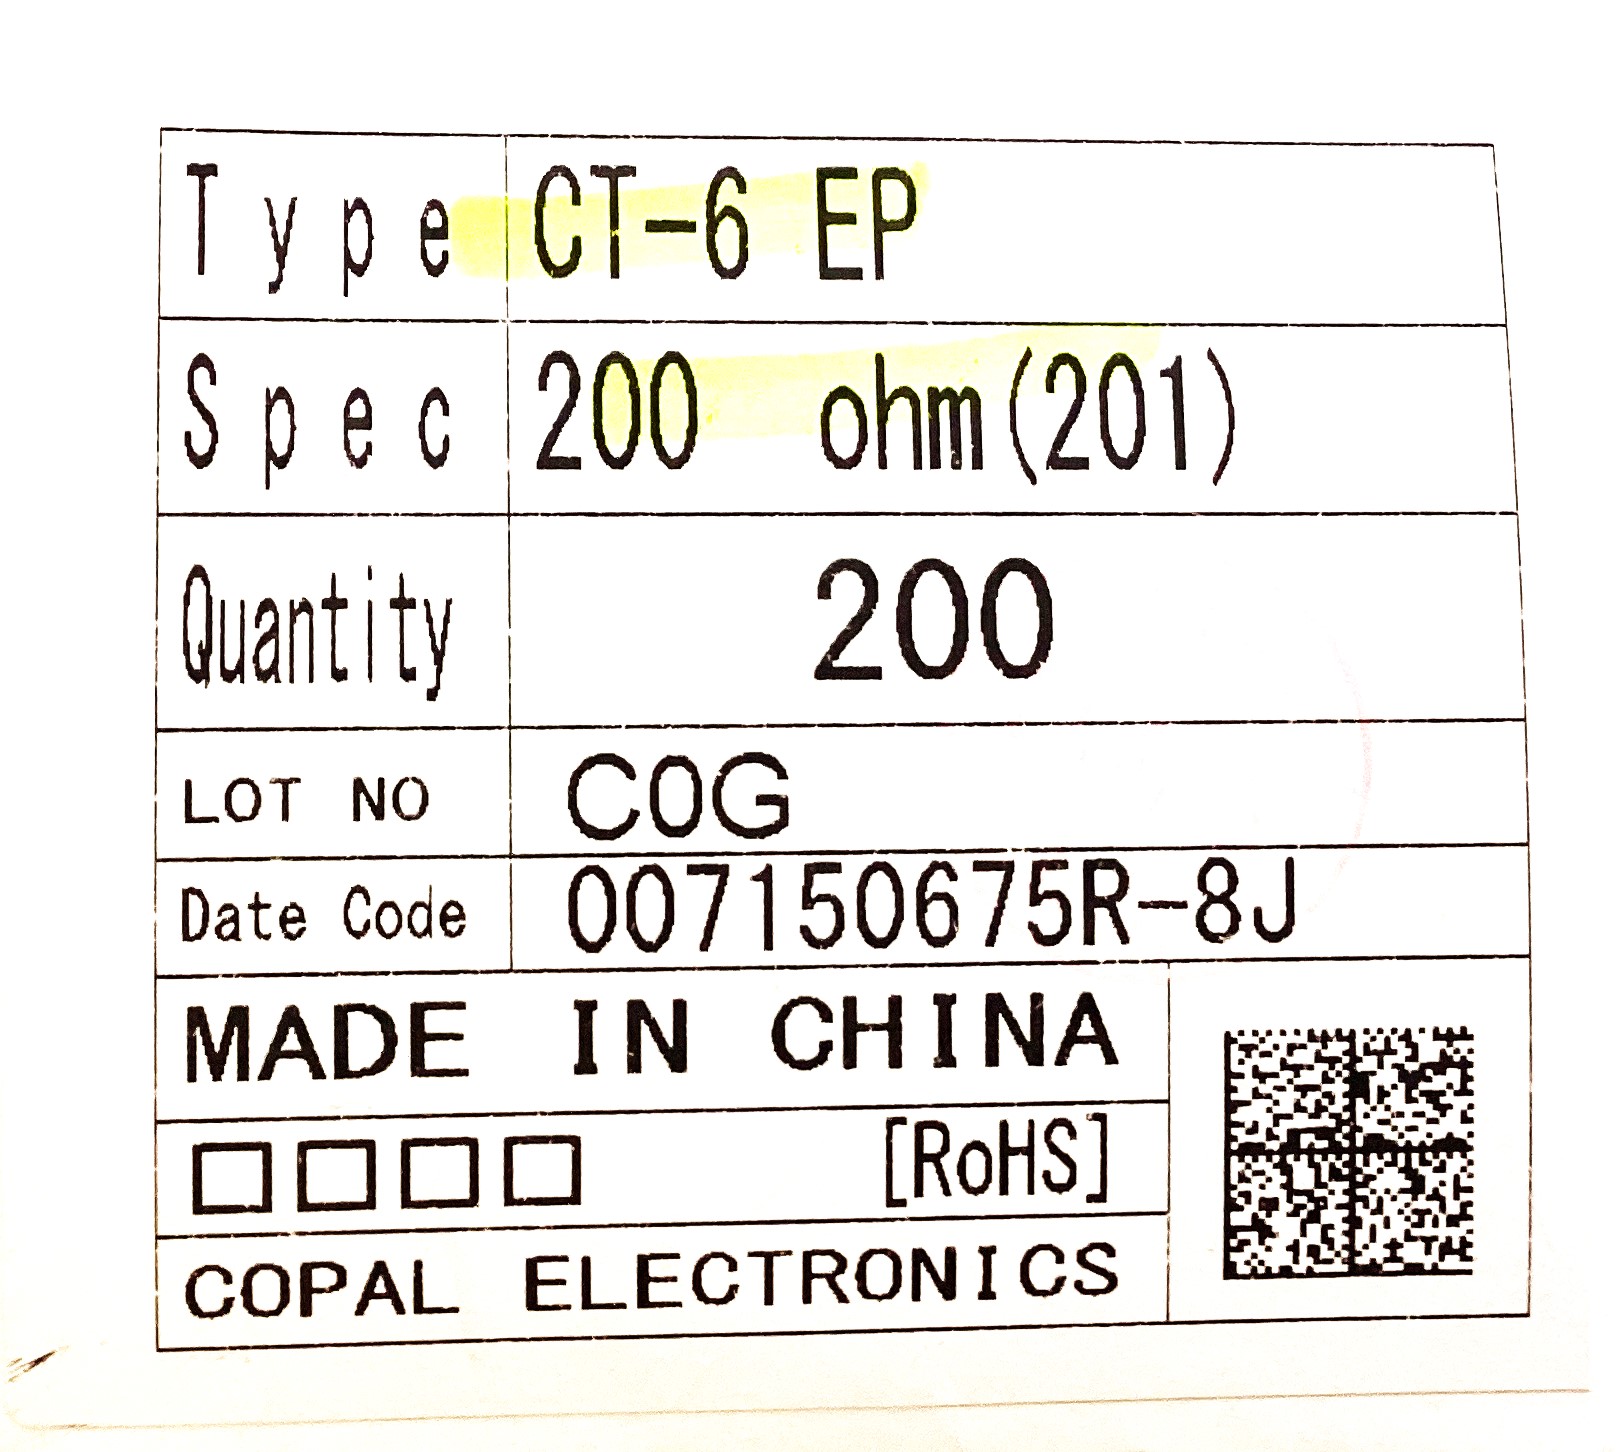 Type CT-6 EP
Spec 200 ohm(201)
Quantity 200
LOT NO C0G
Date Code 007150675R-8J
MADE IN CHINA
□□□□ [RoHS]
COPAL ELECTRONICS